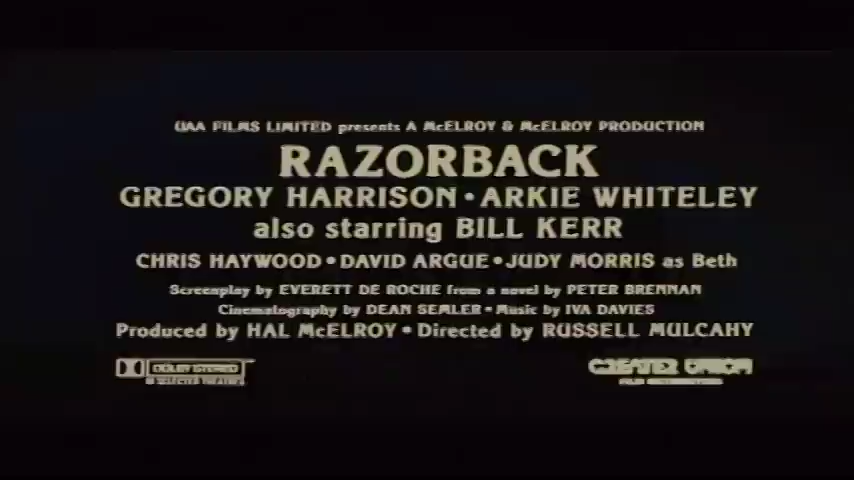 UAA FILMS LIMITED presents A McELROY & McELROY PRODUCTION
RAZORBACK
GREGORY HARRISON • ARKIE WHITELEY
also starring BILL KERR
CHRIS HAYWOOD • DAVID ARGUE • JUDY MORRIS as Beth
Screenplay by EVERETT DE ROCHE from a novel by PETER BRENNAN
Cinematography by DEAN SEMLER • Music by IVA DAVIES
Produced by HAL McELROY • Directed by RUSSELL MULCAHY
DOLBY STEREO
GREATER UNION